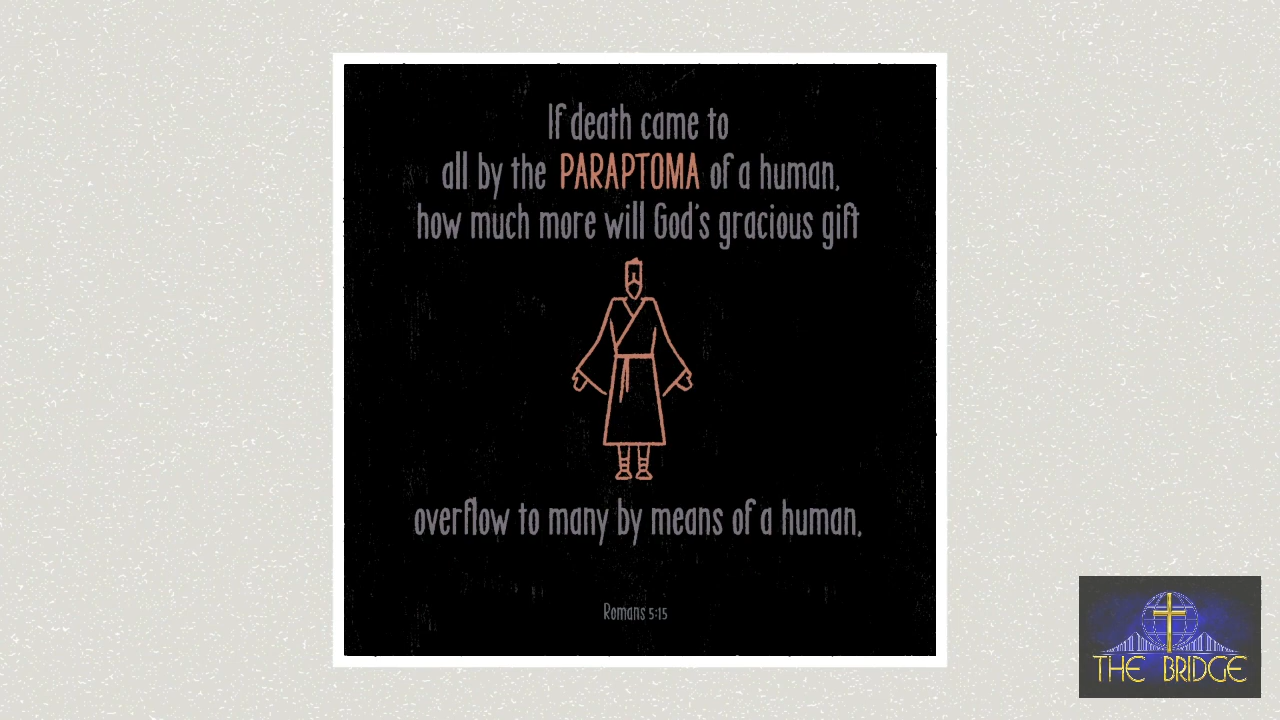 If death came to
all by the PARAPTOMA of a human,
how much more will God's gracious gift
overflow to many by means of a human,
Romans 5:15
THE BRIDGE